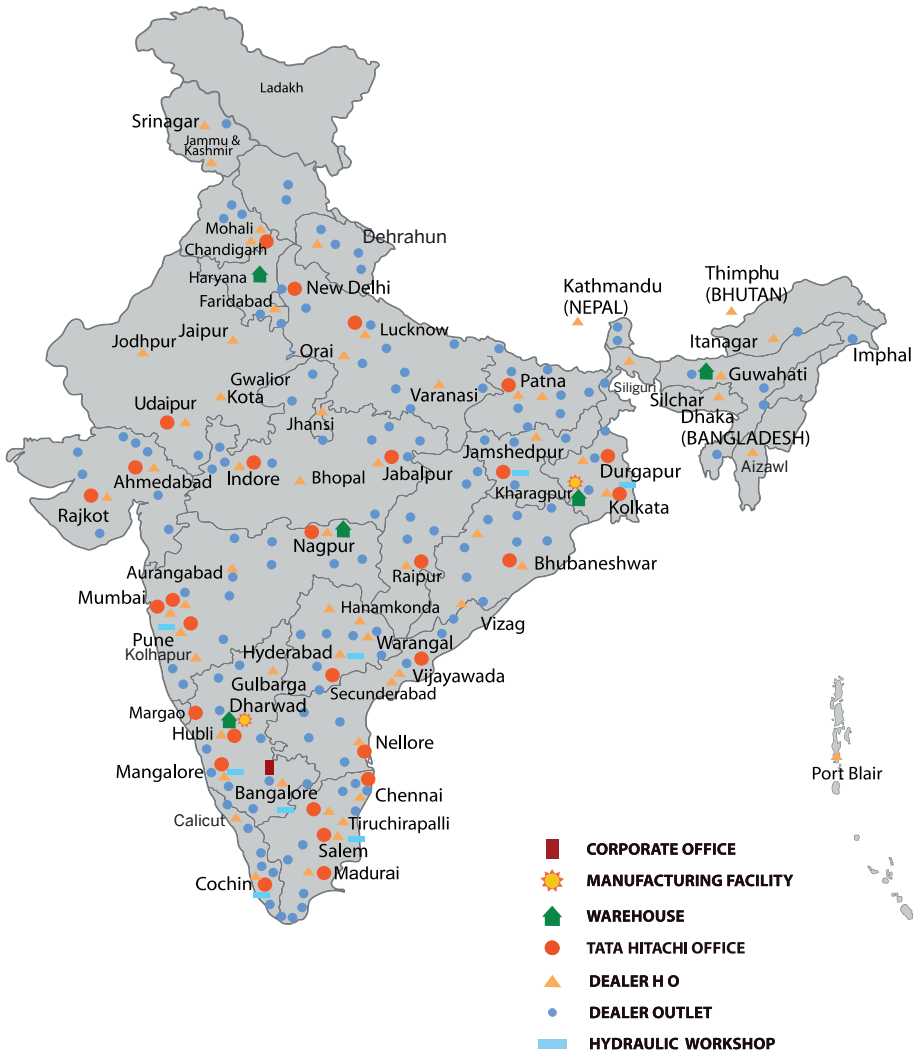 Ladakh
Srinagar
Jammu &
Kashmir
Mohali
Chandigarh
Dehrahun
Haryana
New Delhi
Faridabad
Kathmandu
(NEPAL)
Thimphu
(BHUTAN)
Jodhpur
Jaipur
Lucknow
Orai
Itanagar
Imphal
Gwalior
Kota
Varanasi
Patna
Siliguri
Guwahati
Silchar
Dhaka
(BANGLADESH)
Aizawl
Udaipur
Jhansi
Ahmedabad
Indore
Bhopal
Jabalpur
Jamshedpur
Kharagpur
Durgapur
Kolkata
Rajkot
Nagpur
Raipur
Bhubaneshwar
Aurangabad
Mumbai
Hanamkonda
Vizag
Pune
Kolhapur
Hyderabad
Warangal
Gulbarga
Secunderabad
Vijayawada
Margao
Dharwad
Hubli
Nellore
Mangalore
Bangalore
Chennai
Port Blair
Calicut
Tiruchirapalli
Salem
Cochin
Madurai
CORPORATE OFFICE
MANUFACTURING FACILITY
WAREHOUSE
TATA HITACHI OFFICE
DEALER H O
DEALER OUTLET
HYDRAULIC WORKSHOP